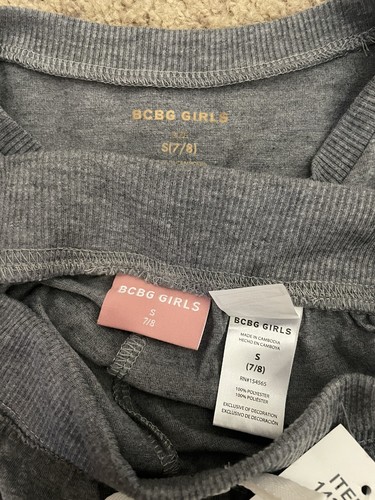 BCBG GIRLS
S(7/8)
BCBG GIRLS
S
7/8
BCBG GIRLS
MADE IN CAMBODIA
HECHO EN CAMBOYA
S
(7/8)
RN#154565
100% POLYESTER
100% POLIÉSTER
EXCLUSIVE OF DECORATION
EXCLUSIVO DE DECORACIÓN